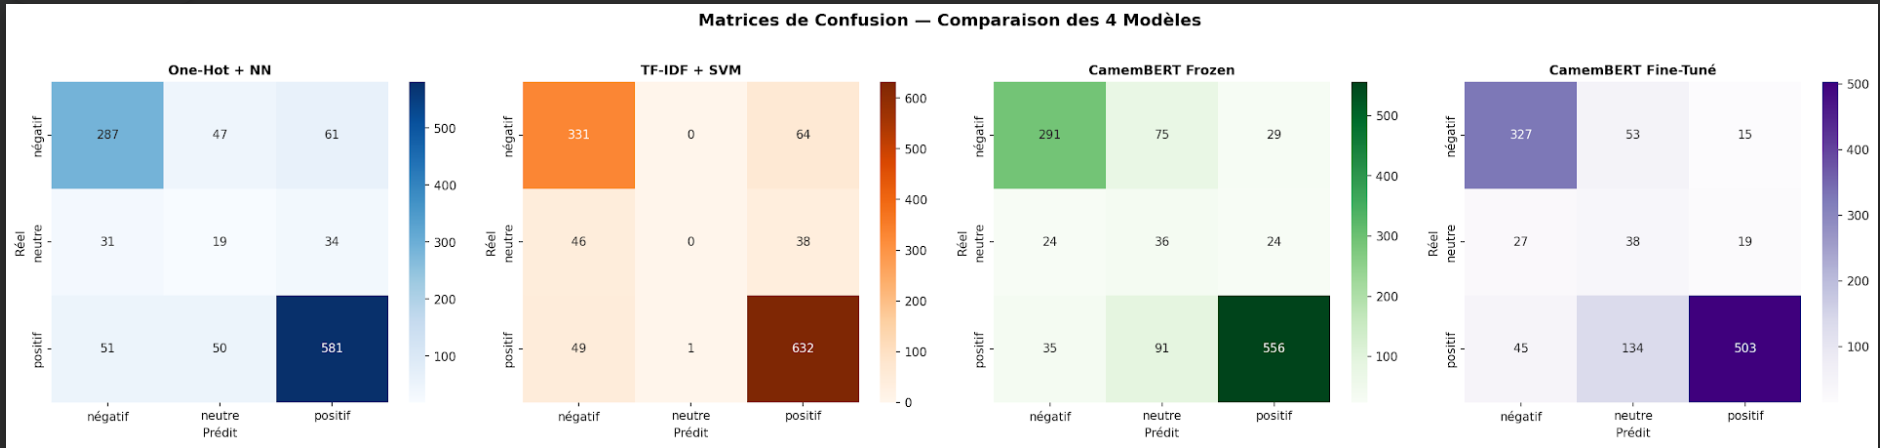 Matrices de Confusion — Comparaison des 4 Modèles
One-Hot + NN
négatif
neutre
positif
Réel
287 47 61
31 19 34
51 50 581
négatif neutre positif
Prédit
500
400
300
200
100
TF-IDF + SVM
négatif
neutre
positif
Réel
331 0 64
46 0 38
49 1 632
négatif neutre positif
Prédit
600
500
400
300
200
100
0
CamemBERT Frozen
négatif
neutre
positif
Réel
291 75 29
24 36 24
35 91 556
négatif neutre positif
Prédit
500
400
300
200
100
CamemBERT Fine-Tuné
négatif
neutre
positif
Réel
327 53 15
27 38 19
45 134 503
négatif neutre positif
Prédit
500
400
300
200
100